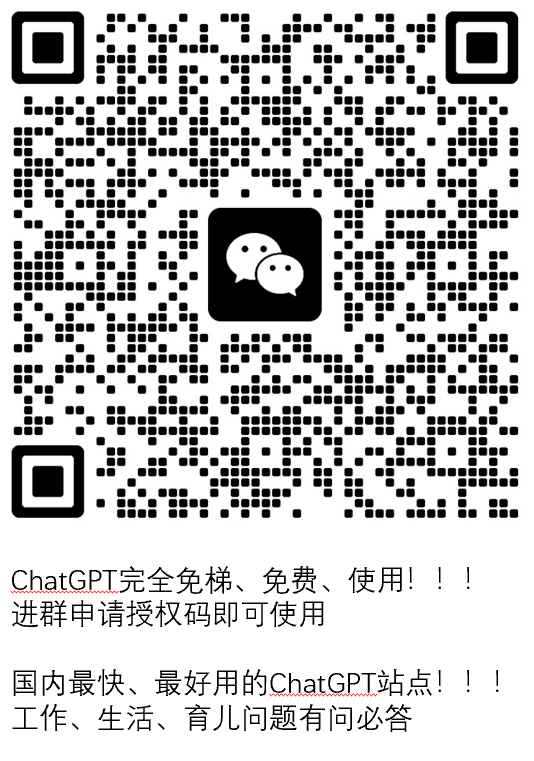 ChatGPT完全免梯、免费、使用！！！
进群申请授权码即可使用
国内最快、最好用的ChatGPT站点！！！
工作、生活、育儿问题有问必答